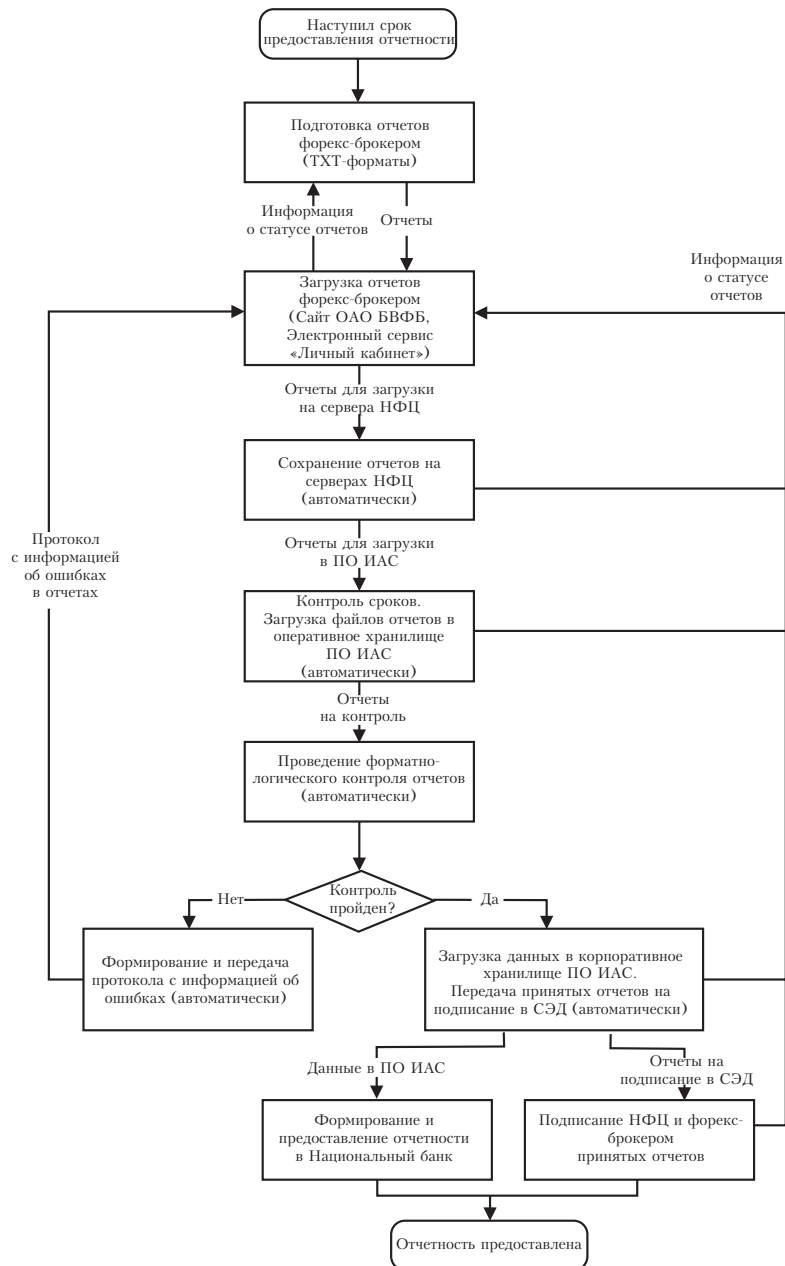 Наступил срок
предоставления отчетности
Подготовка отчетов
форекс-брокером
(TXT-форматы)
Информация
о статусе отчетов
Отчеты
Информация
о статусе
отчетов
Загрузка отчетов
форекс-брокером
(Сайт ОАО БВФБ,
Электронный сервис
«Личный кабинет»)
Отчеты для загрузки
на сервера НФЦ
Сохранение отчетов на
серверах НФЦ
(автоматически)
Протокол
с информацией
об ошибках
в отчетах
Отчеты для загрузки
в ПО ИАС
Контроль сроков.
Загрузка файлов отчетов в
оперативное хранилище
ПО ИАС
(автоматически)
Отчеты
на контроль
Проведение форматно-
логического контроля отчетов
(автоматически)
Контроль
пройден?
Нет
Да
Формирование и передача
протокола с информацией об
ошибках (автоматически)
Загрузка данных в корпоративное
хранилище ПО ИАС.
Передача принятых отчетов на
подписание в СЭД (автоматически)
Данные в ПО ИАС
Отчеты на
подписание в СЭД
Формирование и
предоставление отчетности
в Национальный банк
Подписание НФЦ и форекс-
брокером
принятых отчетов
Отчетность предоставлена